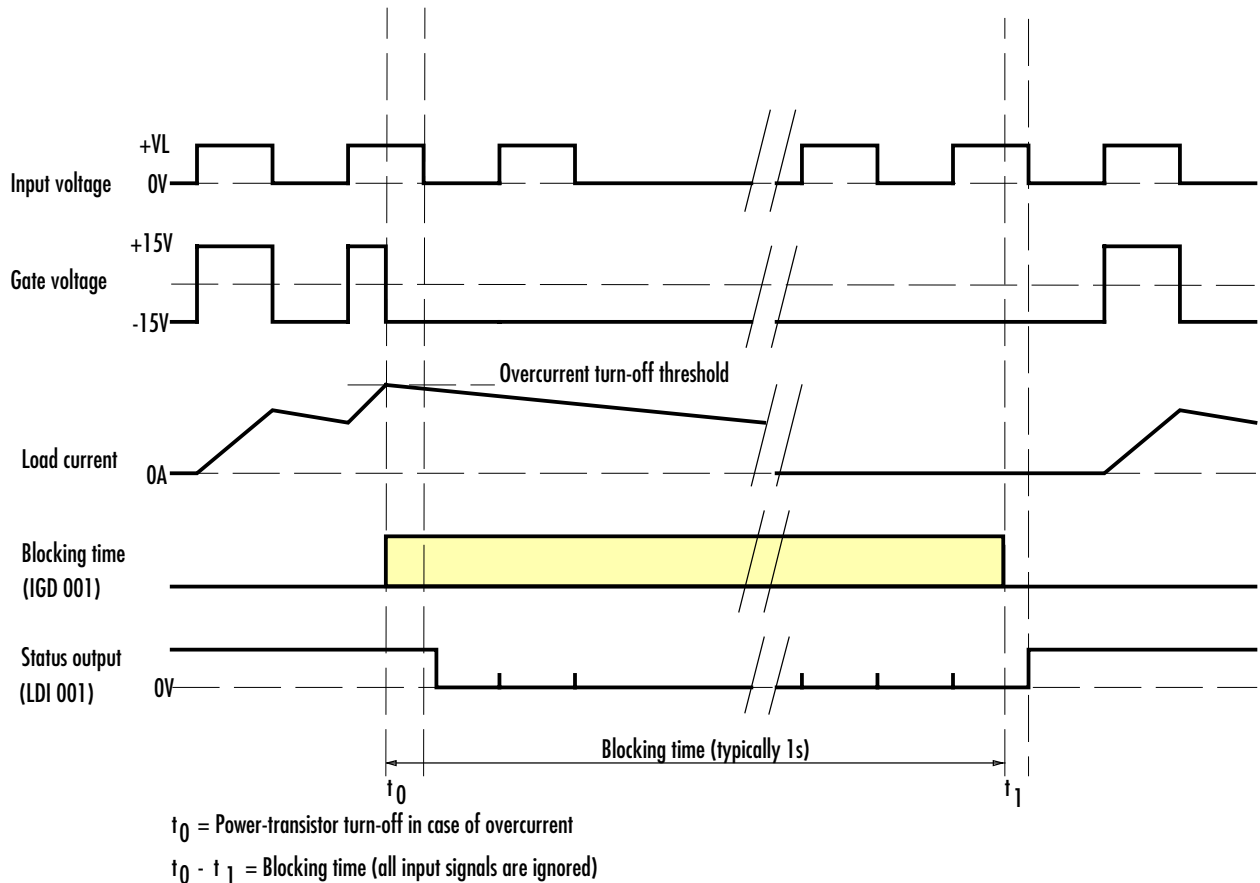 +VL
Input voltage
0V
+15V
Gate voltage
-15V
Overcurrent turn-off threshold
Load current
0A
Blocking time
(IGD 001)
Status output
(LDI 001)
0V
Blocking time (typically 1s)
t0
t1
t0 = Power-transistor turn-off in case of overcurrent
t0 - t1 = Blocking time (all input signals are ignored)